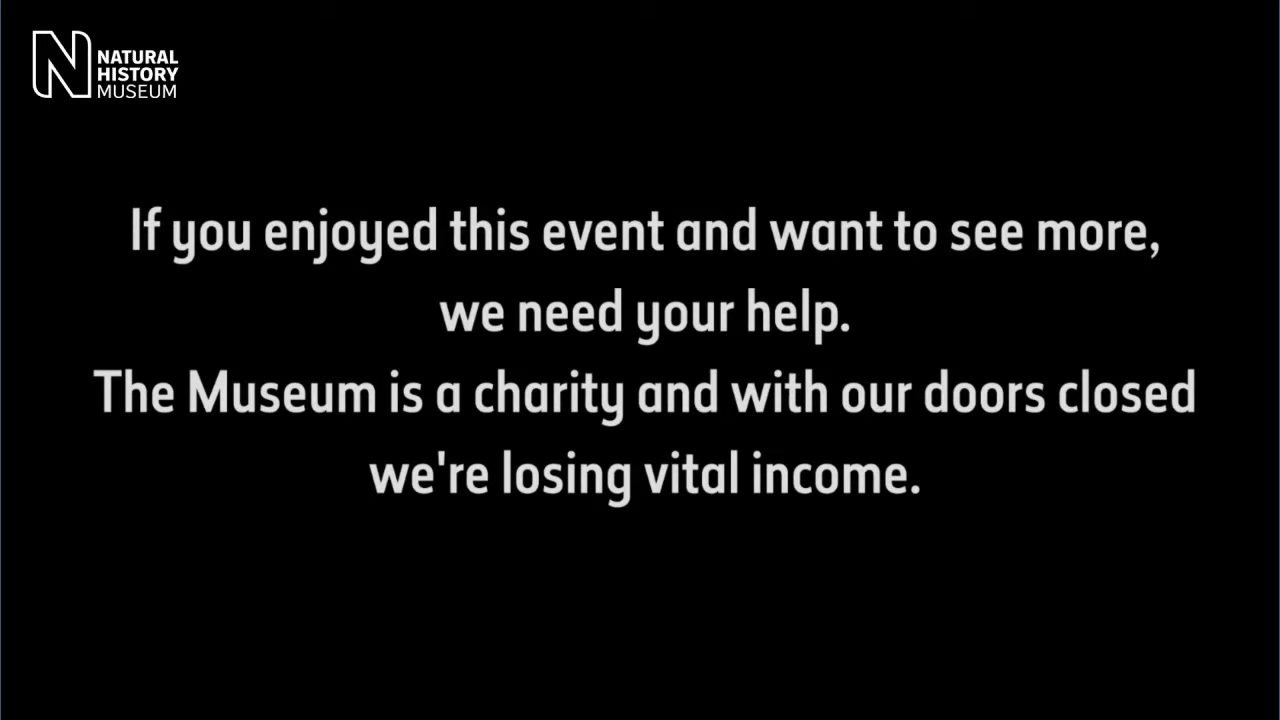 NATURAL
HISTORY
MUSEUM
If you enjoyed this event and want to see more,
we need your help.
The Museum is a charity and with our doors closed
we're losing vital income.